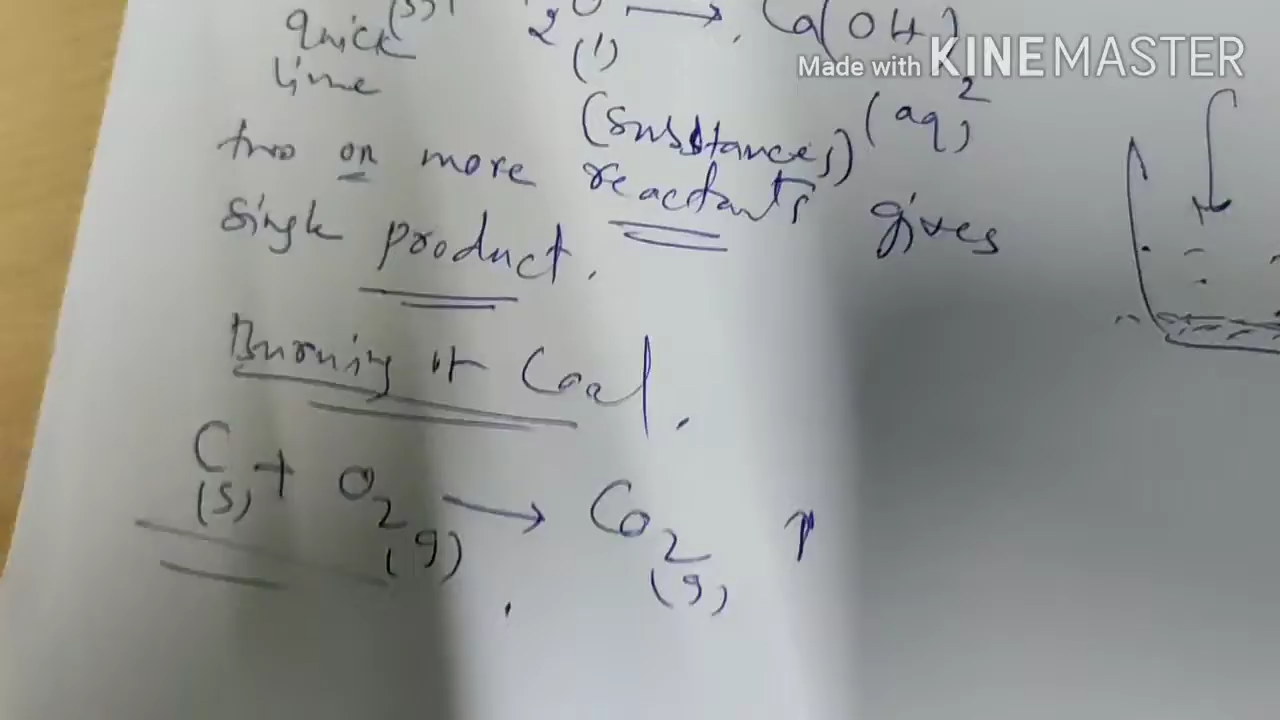 quick (s) 2 O (l) → Ca(OH)2 (aq)
lime
Made with KINEMASTER
(substances)
two or more reactants gives
single product.
Burning of Coal.
C(s) + O2(g) → CO2(g)